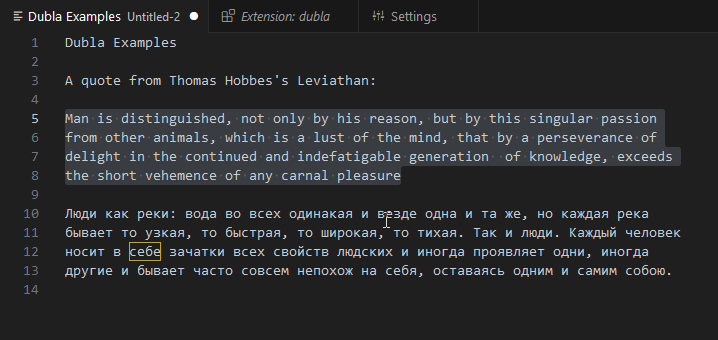 Dubla Examples Untitled-2
Extension: dubla
Settings
1 Dubla Examples
2
3 A quote from Thomas Hobbes's Leviathan:
4
5 Man is distinguished, not only by his reason, but by this singular passion
6 from other animals, which is a lust of the mind, that by a perseverance of
7 delight in the continued and indefatigable generation  of knowledge, exceeds
8 the short vehemence of any carnal pleasure
9
10 Люди как реки: вода во всех одинакая и везде одна и та же, но каждая река
11 бывает то узкая, то быстрая, то широкая, то тихая. Так и люди. Каждый человек
12 носит в себе зачатки всех свойств людских и иногда проявляет одни, иногда
13 другие и бывает часто совсем непохож на себя, оставаясь одним и самим собою.
14